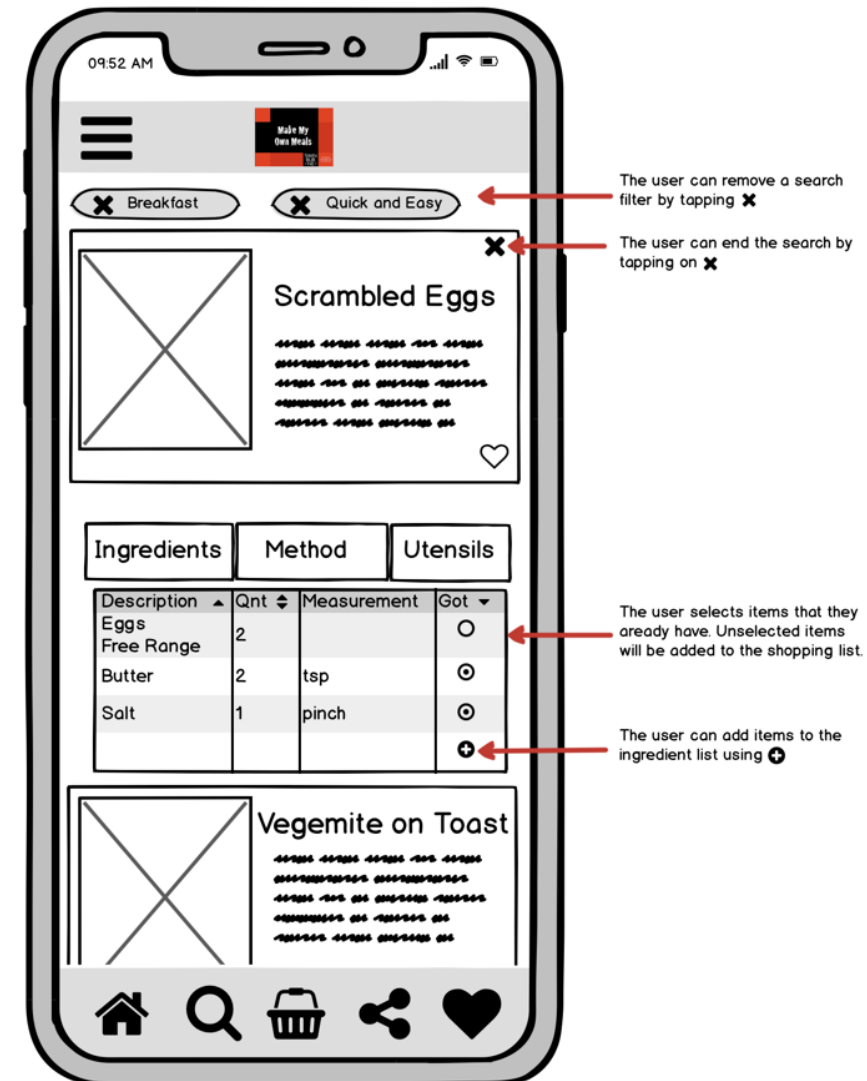 09:52 AM
Make My
Own Meals
Breakfast
Quick and Easy
The user can remove a search
filter by tapping
The user can end the search by
tapping on
Scrambled Eggs
Ingredients
Method
Utensils
Description
Qnt
Measurement
Got
Eggs
Free Range
2
Butter
2
tsp
Salt
1
pinch
The user selects items that they
aready have. Unselected items
will be added to the shopping list.
The user can add items to the
ingredient list using
Vegemite on Toast